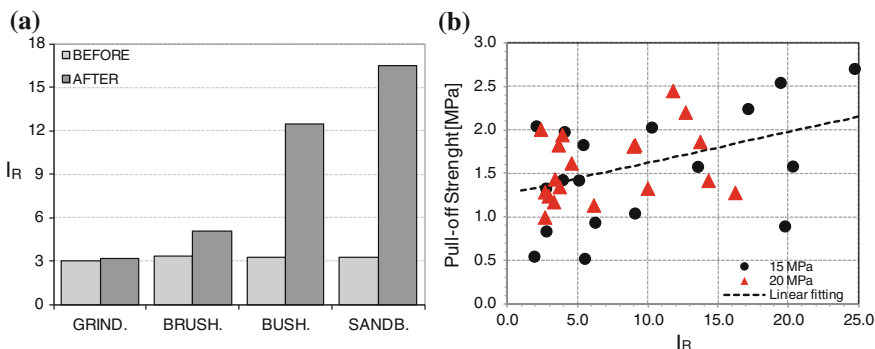 (a)
18
15
12
9
6
3
0
IR
BEFORE
AFTER
GRIND.
BRUSH.
BUSH.
SANDB.
(b)
3.0
2.5
2.0
1.5
1.0
0.5
0.0
Pull-off Strenght [MPa]
15 MPa
20 MPa
Linear fitting
0.0 5.0 10.0 15.0 20.0 25.0
IR